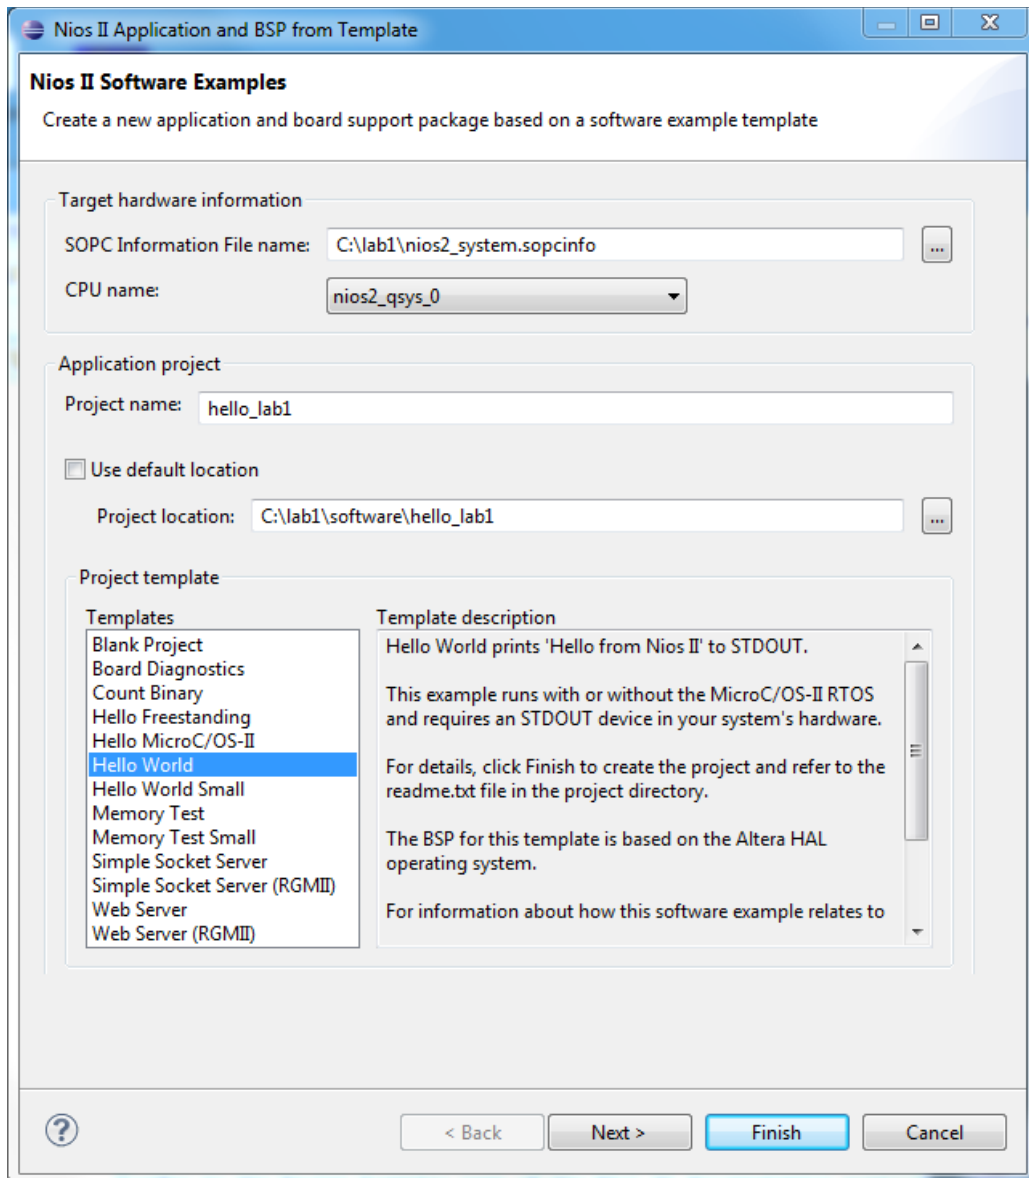 Nios II Application and BSP from Template
Nios II Software Examples
Create a new application and board support package based on a software example template
Target hardware information
SOPC Information File name: C:\lab1\nios2_system.sopcinfo ...
CPU name: nios2_qsys_0
Application project
Project name: hello_lab1
Use default location
Project location: C:\lab1\software\hello_lab1 ...
Project template
Templates
Blank Project
Board Diagnostics
Count Binary
Hello Freestanding
Hello MicroC/OS-II
Hello World
Hello World Small
Memory Test
Memory Test Small
Simple Socket Server
Simple Socket Server (RGMII)
Web Server
Web Server (RGMII)
Template description
Hello World prints 'Hello from Nios II' to STDOUT.
This example runs with or without the MicroC/OS-II RTOS
and requires an STDOUT device in your system's hardware.
For details, click Finish to create the project and refer to the
readme.txt file in the project directory.
The BSP for this template is based on the Altera HAL
operating system.
For information about how this software example relates to
? < Back Next > Finish Cancel